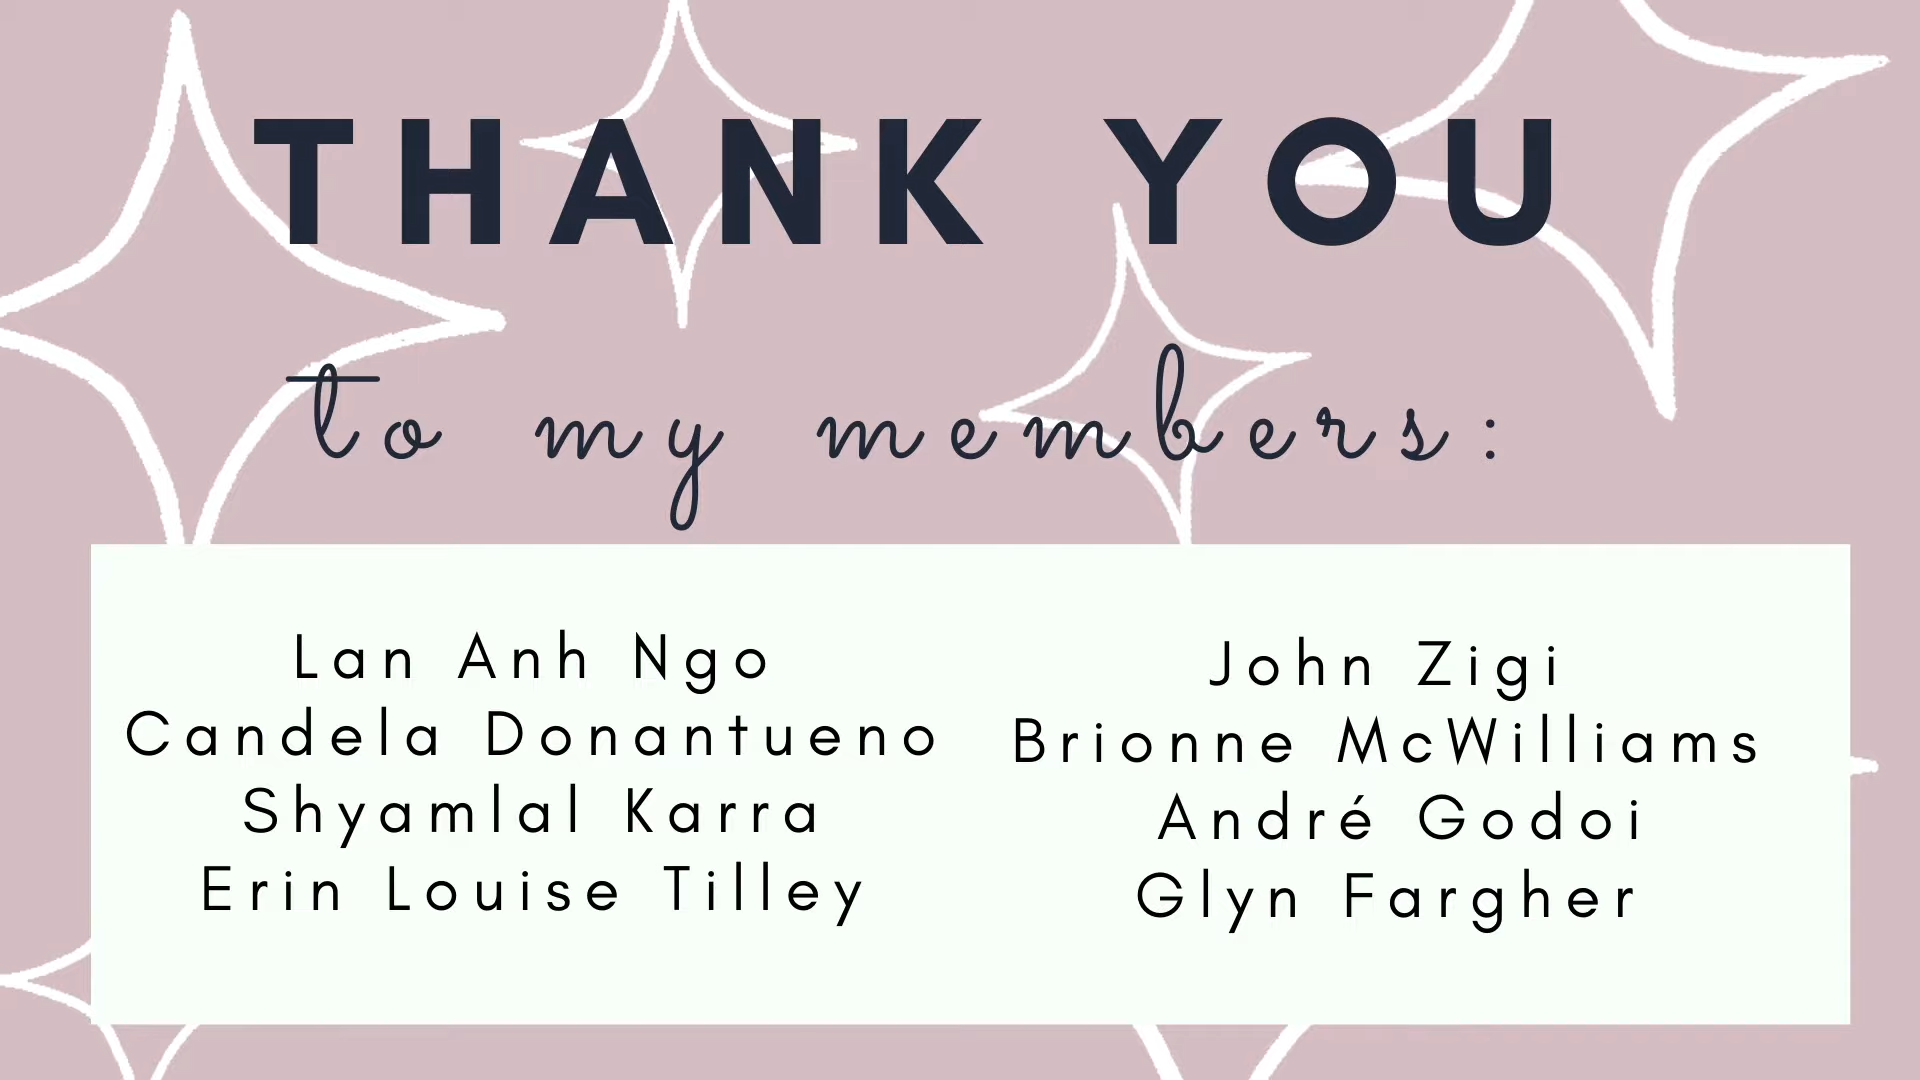 THANK YOU
to my members:
Lan Anh Ngo
Candela Donantueno
Shyamlal Karra
Erin Louise Tilley
John Zigi
Brionne McWilliams
André Godoi
Glyn Fargher